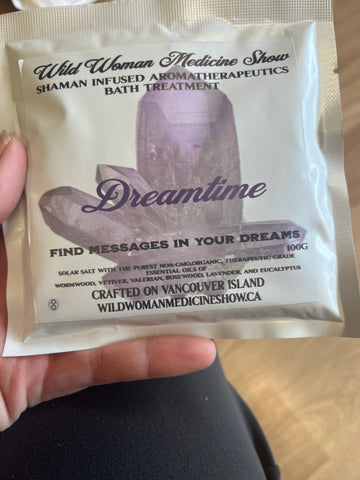 Wild Woman Medicine Show
SHAMAN INFUSED AROMATHERAPEUTICS
BATH TREATMENT
Dreamtime
FIND MESSAGES IN YOUR DREAMS
100G
SOLAR SALT WITH THE PUREST NON-GMO,ORGANIC, THERAPEUTIC GRADE
ESSENTIAL OILS OF
WORMWOOD, VETIVER, VALERIAN, ROSEWOOD, LAVENDER, AND EUCALYPTUS
CRAFTED ON VANCOUVER ISLAND
WILDWOMANMEDICINESHOW.CA